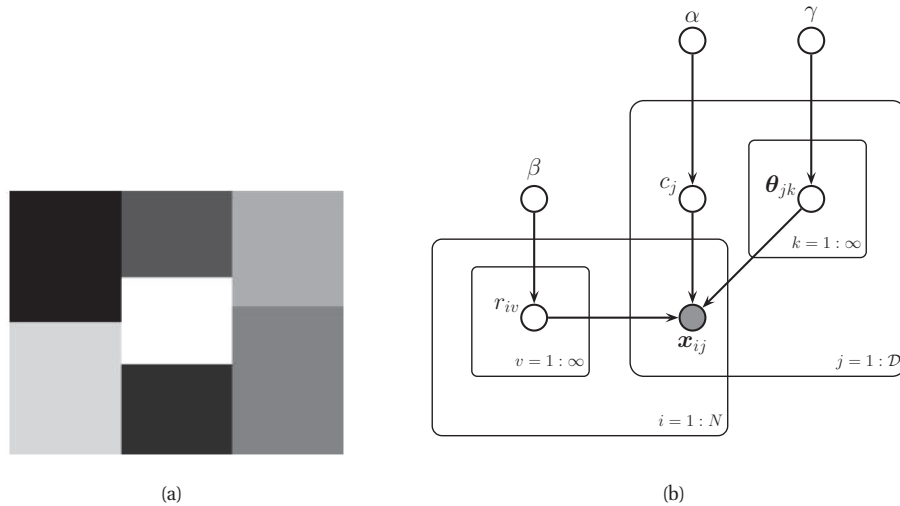 α γ
β
c_j θ_jk
k = 1 : ∞
r_iv
x_ij
v = 1 : ∞ j = 1 : D
i = 1 : N
(a) (b)